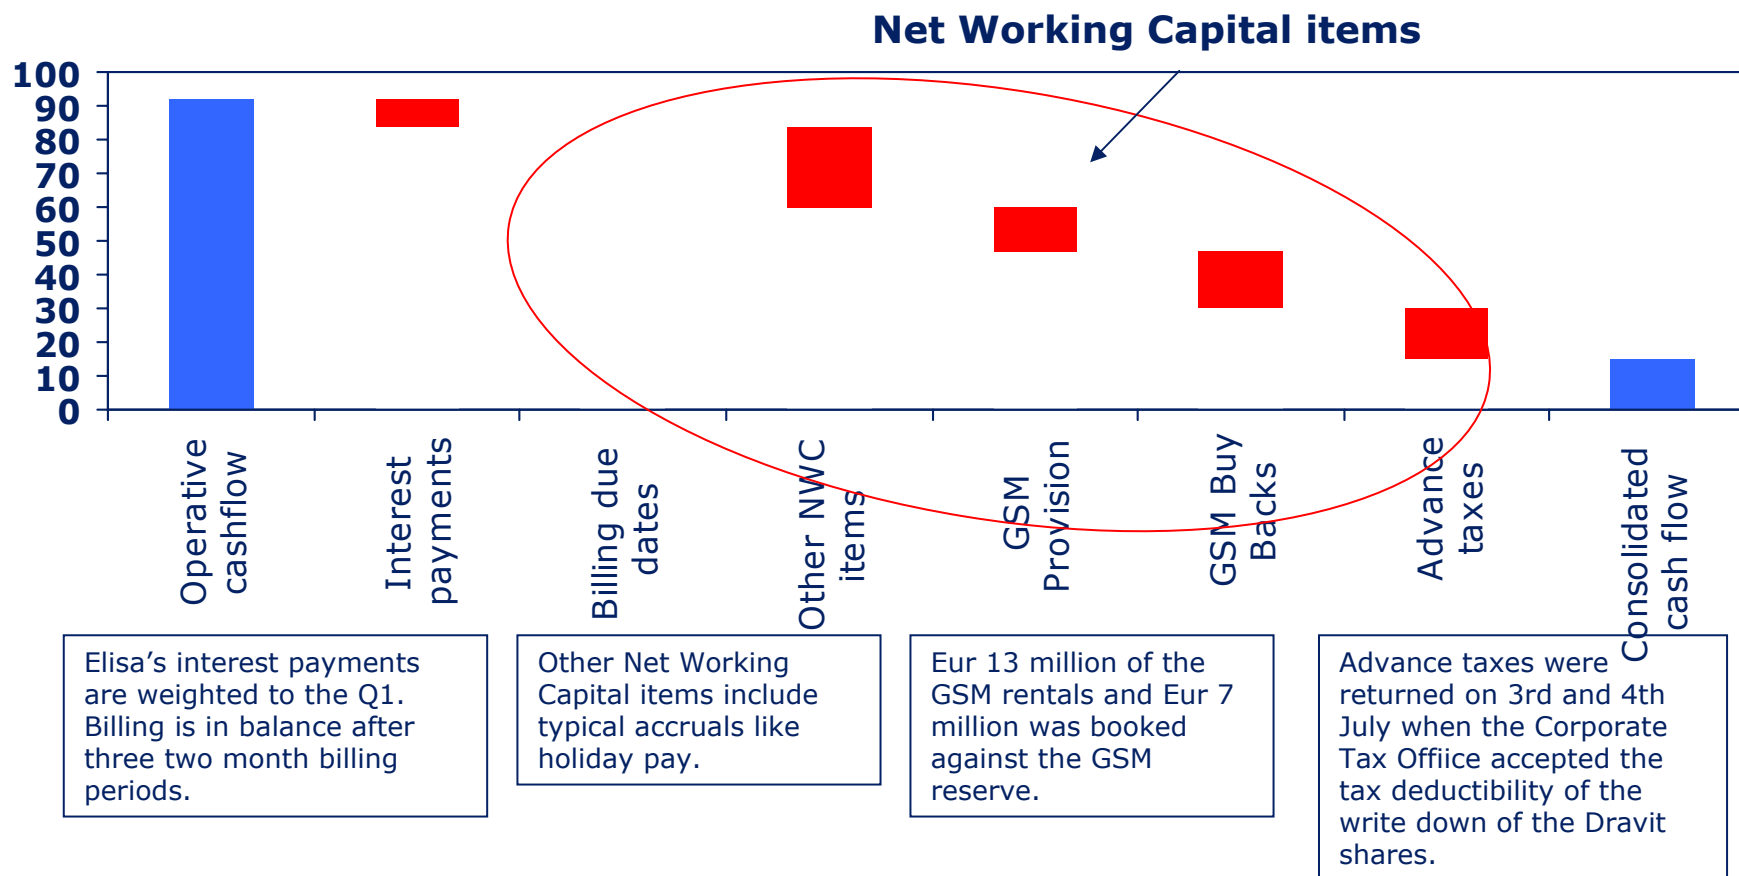 Net Working Capital items
100
90
80
70
60
50
40
30
20
10
0
Operative
cashflow
Interest
payments
Billing due
dates
Other NWC
items
GSM
Provision
GSM Buy
Backs
Advance
taxes
Consolidated
cash flow
Elisa’s interest payments
are weighted to the Q1.
Billing is in balance after
three two month billing
periods.
Other Net Working
Capital items include
typical accruals like
holiday pay.
Eur 13 million of the
GSM rentals and Eur 7
million was booked
against the GSM
reserve.
Advance taxes were
returned on 3rd and 4th
July when the Corporate
Tax Offiice accepted the
tax deductibility of the
write down of the Dravit
shares.